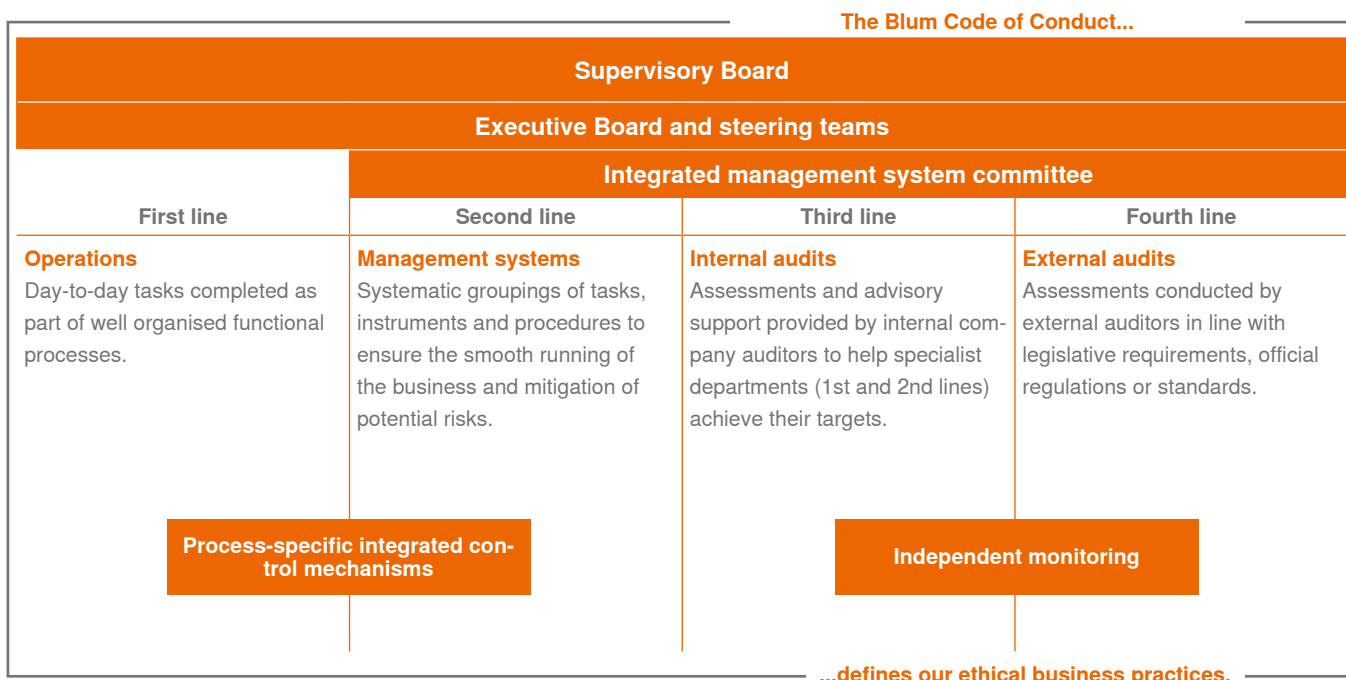 The Blum Code of Conduct...
Supervisory Board
Executive Board and steering teams
Integrated management system committee
First line
Second line
Third line
Fourth line
Operations
Day-to-day tasks completed as
part of well organised functional
processes.
Management systems
Systematic groupings of tasks,
instruments and procedures to
ensure the smooth running of
the business and mitigation of
potential risks.
Internal audits
Assessments and advisory
support provided by internal com-
pany auditors to help specialist
departments (1st and 2nd lines)
achieve their targets.
External audits
Assessments conducted by
external auditors in line with
legislative requirements, official
regulations or standards.
Process-specific integrated con-
trol mechanisms
Independent monitoring
...defines our ethical business practices.